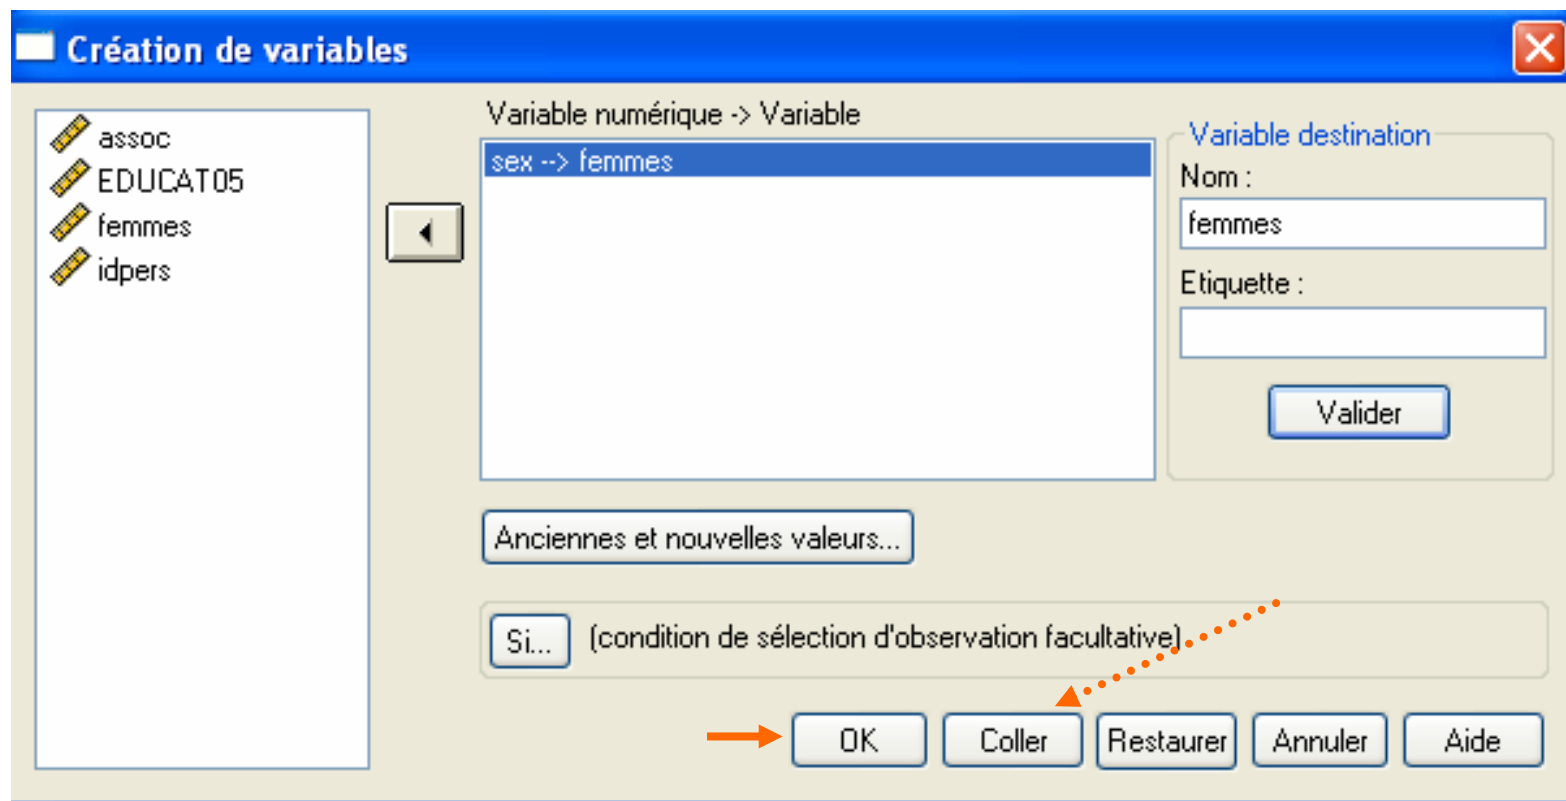 Création de variables
assoc
EDUCAT05
femmes
idpers
Variable numérique -> Variable
sex --> femmes
Variable destination
Nom :
femmes
Etiquette :
Valider
Anciennes et nouvelles valeurs...
Si... (condition de sélection d'observation facultative)
OK Coller Restaurer Annuler Aide